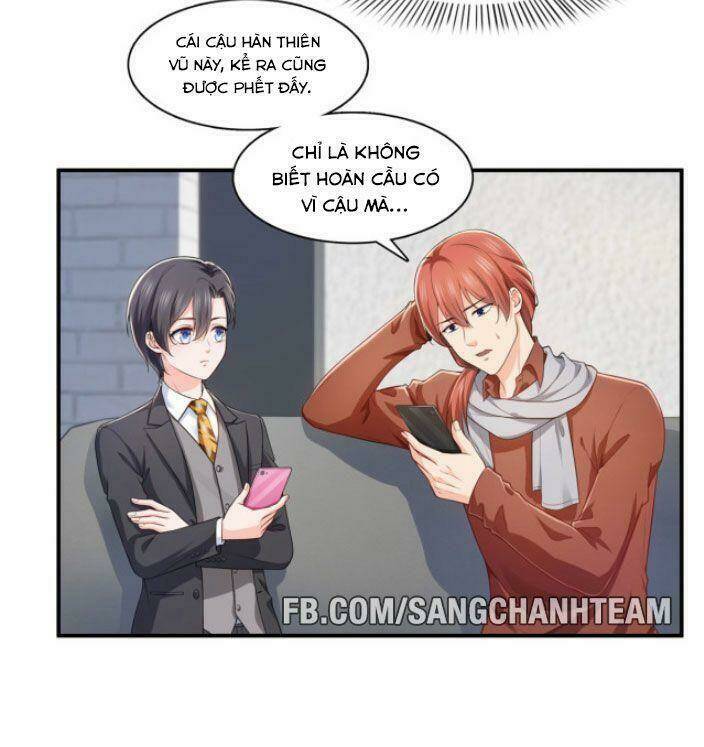 CÁI CẬU HÀN THIÊN
VŨ NÀY, KỂ RA CŨNG
ĐƯỢC PHẾT ĐẤY.
CHỈ LÀ KHÔNG
BIẾT HOÀN CẦU CÓ
VÌ CẬU MÀ...
FB.COM/SANGCHANHTEAM